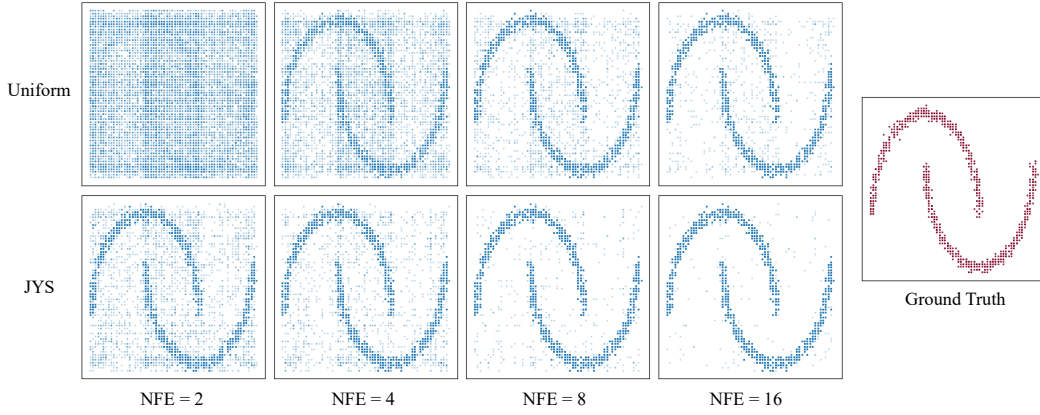 Uniform
JYS
Ground Truth
NFE = 2
NFE = 4
NFE = 8
NFE = 16